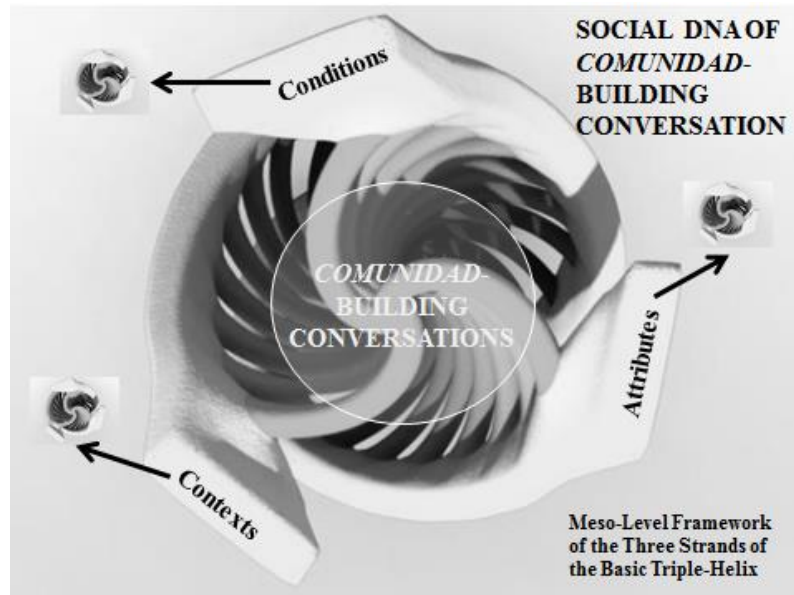 SOCIAL DNA OF
COMUNIDAD-
BUILDING
CONVERSATION
Conditions
COMUNIDAD-
BUILDING
CONVERSATIONS
Attributes
Contexts
Meso-Level Framework
of the Three Strands of
the Basic Triple-Helix